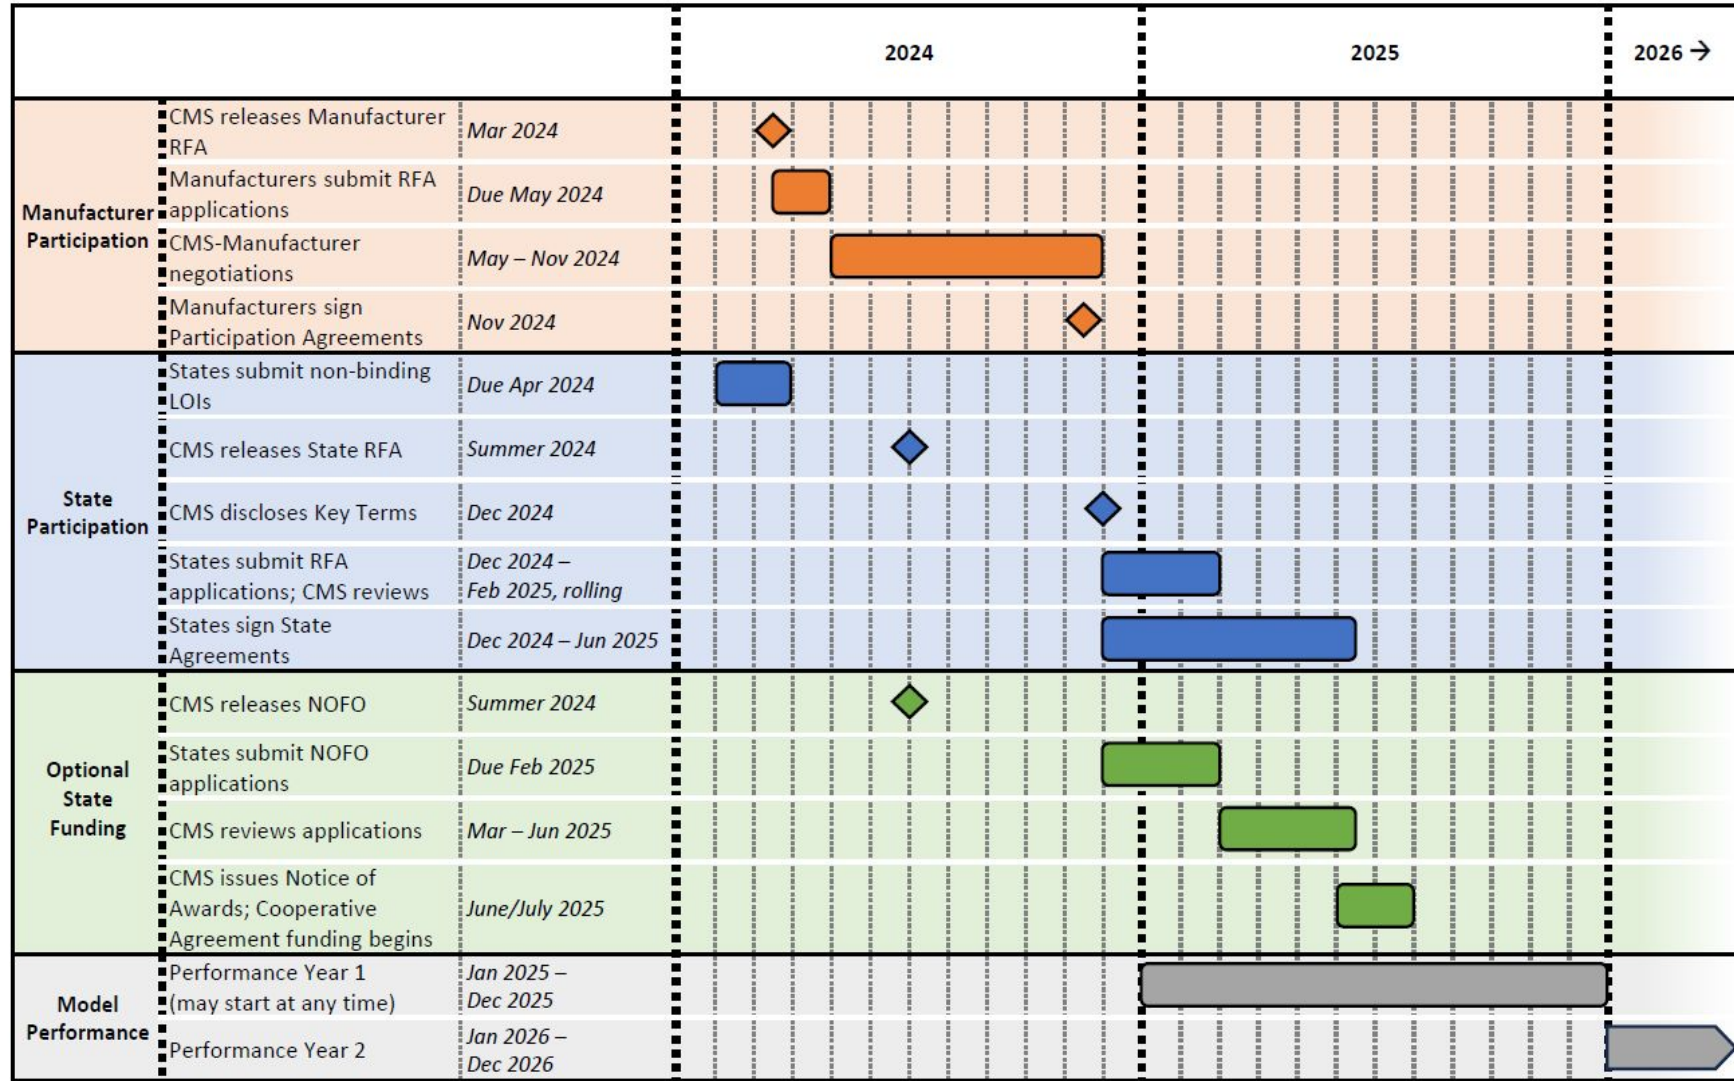 2024
2025
2026 →
Manufacturer
Participation
CMS releases Manufacturer
RFA
Mar 2024
Manufacturers submit RFA
applications
Due May 2024
CMS-Manufacturer
negotiations
May – Nov 2024
Manufacturers sign
Participation Agreements
Nov 2024
State
Participation
States submit non-binding
LOIs
Due Apr 2024
CMS releases State RFA
Summer 2024
CMS discloses Key Terms
Dec 2024
States submit RFA
applications; CMS reviews
Dec 2024 –
Feb 2025, rolling
States sign State
Agreements
Dec 2024 – Jun 2025
Optional
State
Funding
CMS releases NOFO
Summer 2024
States submit NOFO
applications
Due Feb 2025
CMS reviews applications
Mar – Jun 2025
CMS issues Notice of
Awards; Cooperative
Agreement funding begins
June/July 2025
Model
Performance
Performance Year 1
(may start at any time)
Jan 2025 –
Dec 2025
Performance Year 2
Jan 2026 –
Dec 2026